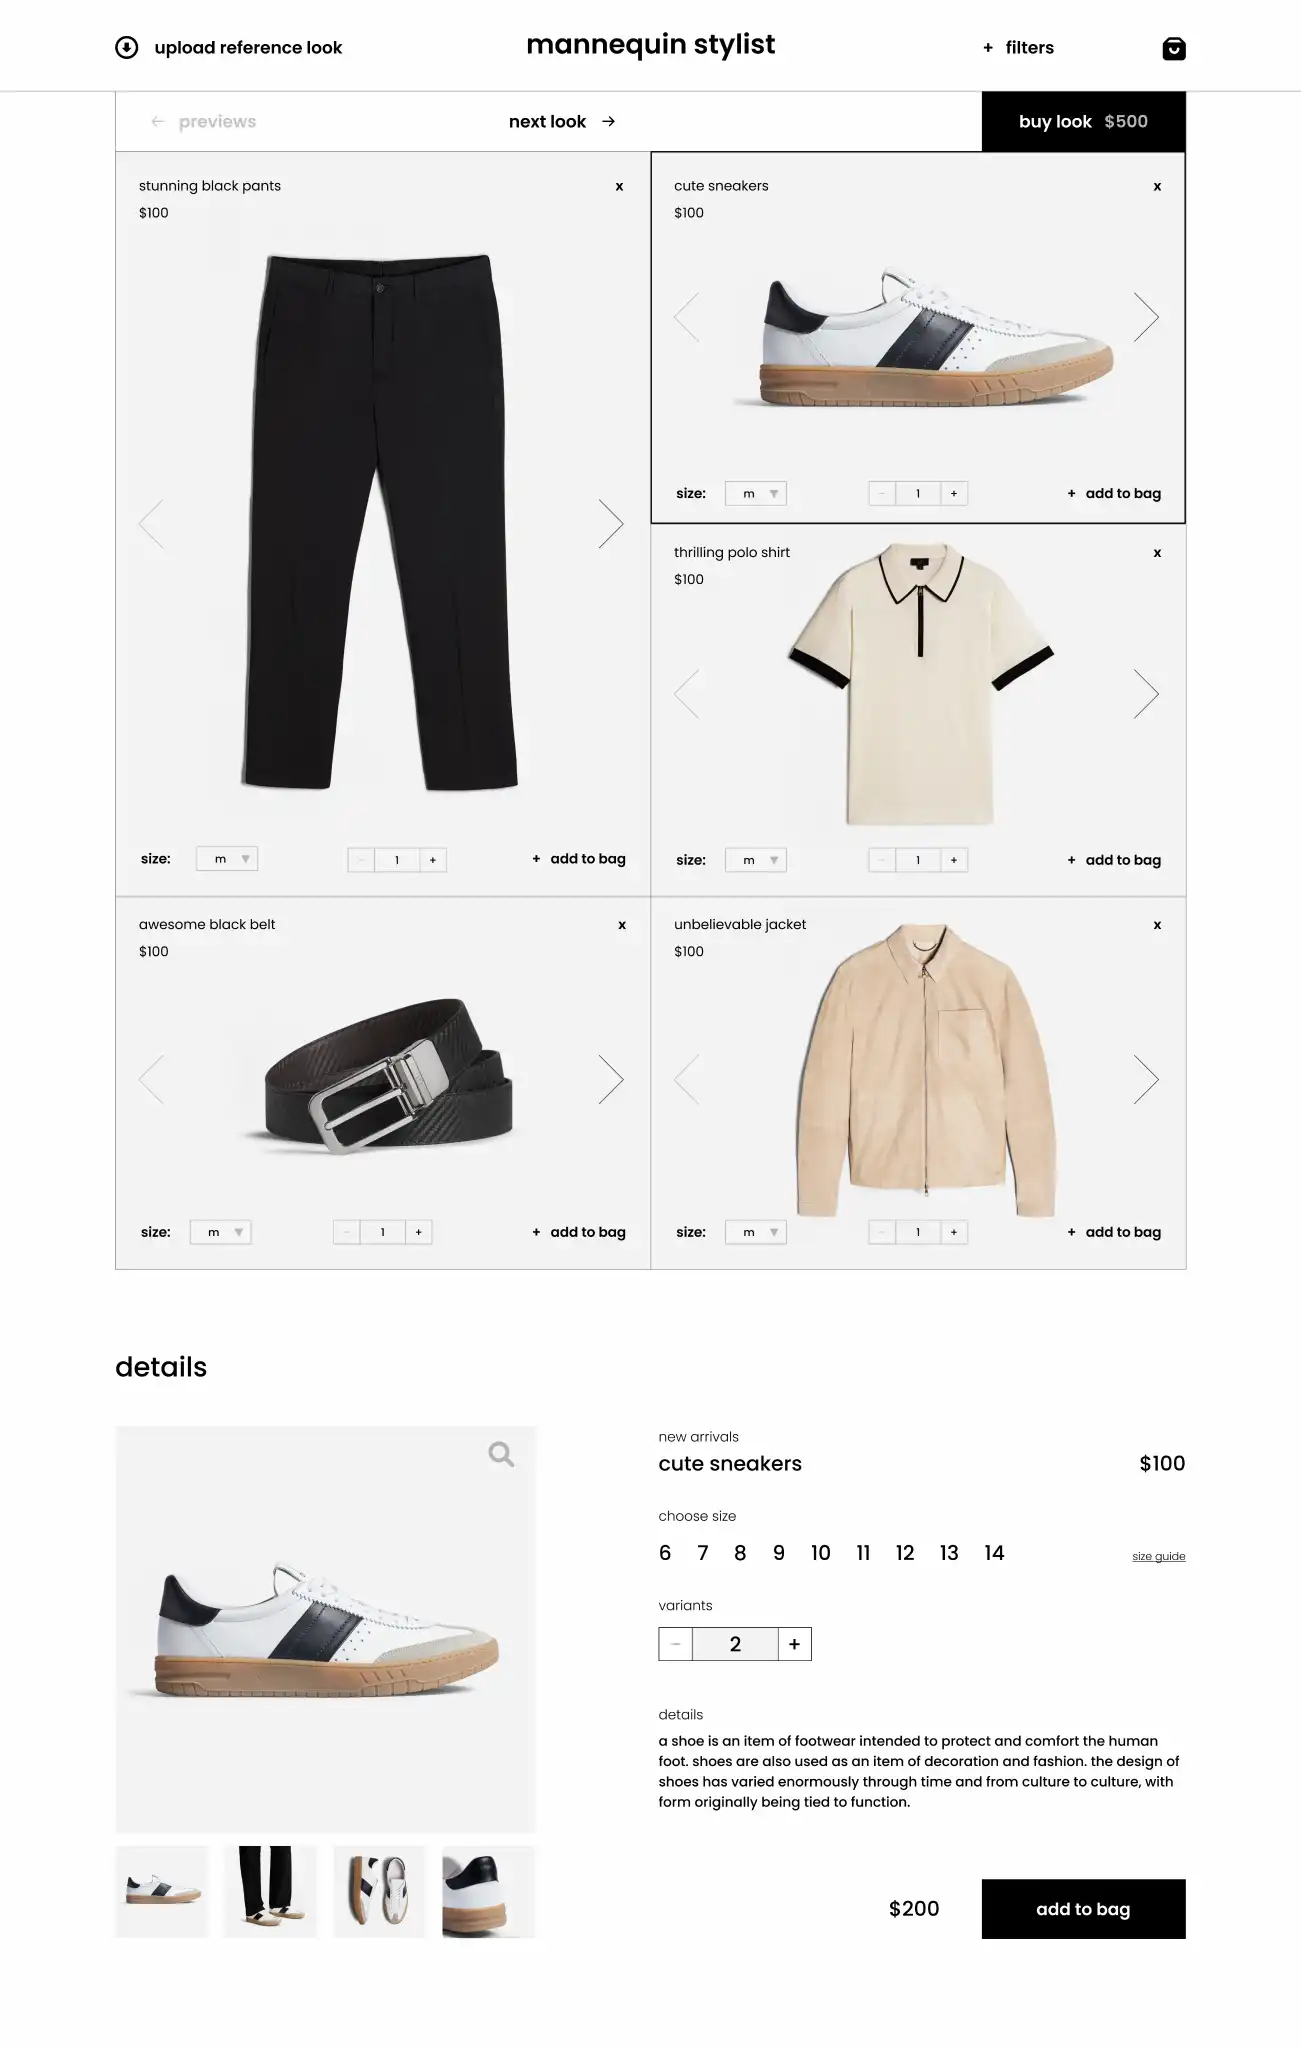 upload reference look
mannequin stylist
+ filters
← previews
next look →
buy look $500
stunning black pants
x
$100
size:
m
- 1 +
+ add to bag
cute sneakers
x
$100
size:
m
- 1 +
+ add to bag
thrilling polo shirt
x
$100
size:
m
- 1 +
+ add to bag
awesome black belt
x
$100
size:
m
- 1 +
+ add to bag
unbelievable jacket
x
$100
size:
m
- 1 +
+ add to bag
details
new arrivals
cute sneakers
$100
choose size
6 7 8 9 10 11 12 13 14
size guide
variants
- 2 +
details
a shoe is an item of footwear intended to protect and comfort the human
foot. shoes are also used as an item of decoration and fashion. the design of
shoes has varied enormously through time and from culture to culture, with
form originally being tied to function.
$200
add to bag